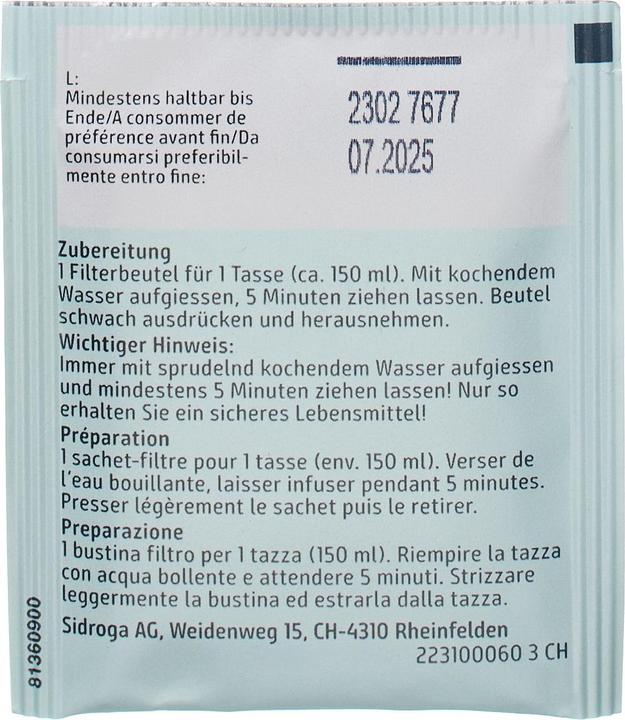 L:
Mindestens haltbar bis
Ende/A consommer de
préférence avant fin/Da
consumarsi preferibil-
mente entro fine:
2302 7677
07.2025
Zubereitung
1 Filterbeutel für 1 Tasse (ca. 150 ml). Mit kochendem
Wasser aufgiessen, 5 Minuten ziehen lassen. Beutel
schwach ausdrücken und herausnehmen.
Wichtiger Hinweis:
Immer mit sprudelnd kochendem Wasser aufgiessen
und mindestens 5 Minuten ziehen lassen! Nur so
erhalten Sie ein sicheres Lebensmittel!
Préparation
1 sachet-filtre pour 1 tasse (env. 150 ml). Verser de
l'eau bouillante, laisser infuser pendant 5 minutes.
Presser légèrement le sachet puis le retirer.
Preparazione
1 bustina filtro per 1 tazza (150 ml). Riempire la tazza
con acqua bollente e attendere 5 minuti. Strizzare
leggermente la bustina ed estrarla dalla tazza.
Sidroga AG, Weidenweg 15, CH-4310 Rheinfelden
223100060 3 CH
81360900